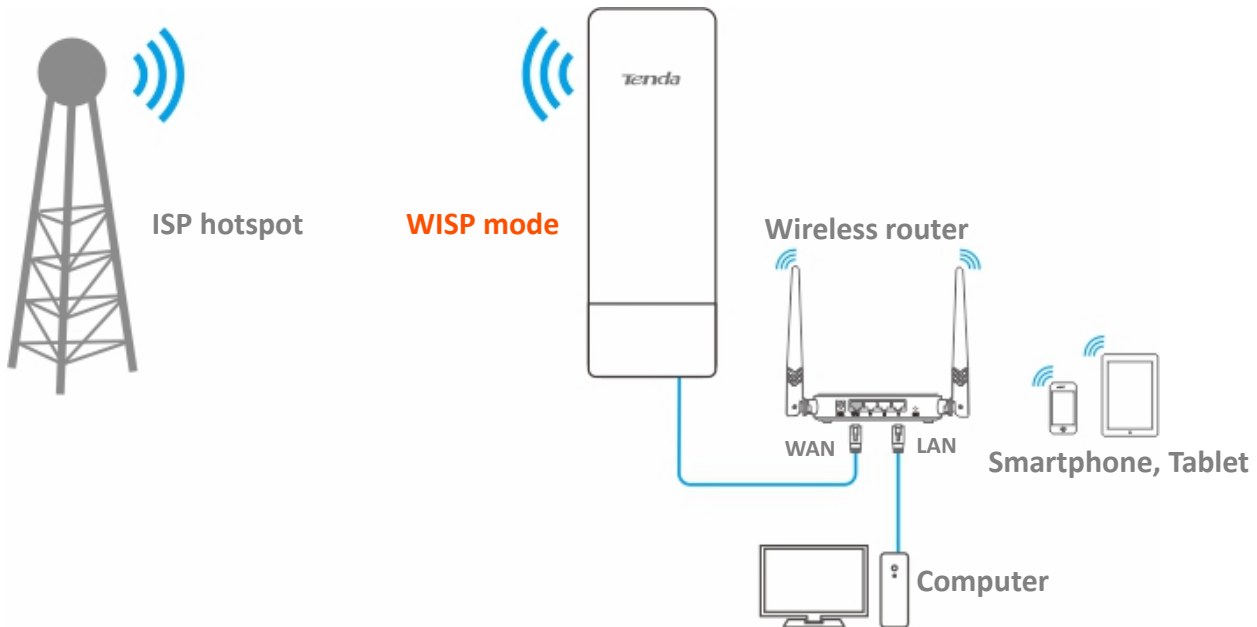 Tenda
ISP hotspot
WISP mode
Wireless router
WAN
LAN
Smartphone, Tablet
Computer